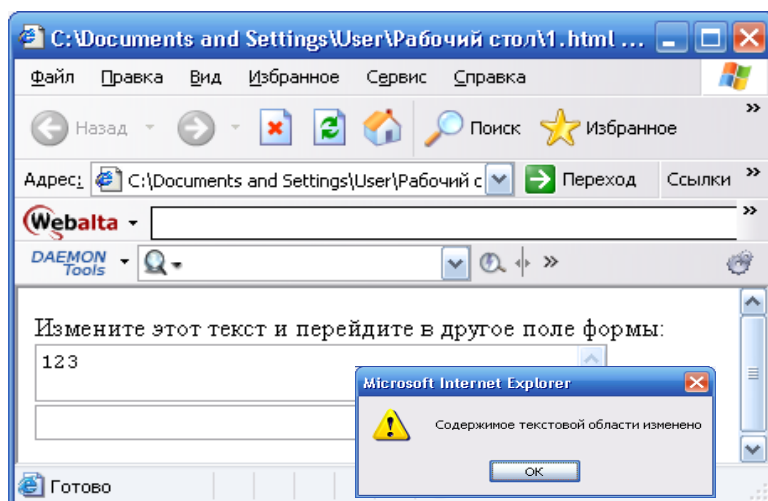 C:\Documents and Settings\User\Рабочий стол\1.html ...
Файл Правка Вид Избранное Сервис Справка
Назад Поиск Избранное »
Адрес: C:\Documents and Settings\User\Рабочий с Переход Ссылки »
Webalta »
DAEMON Tools »
Измените этот текст и перейдите в другое поле формы:
123
Microsoft Internet Explorer
Содержимое текстовой области изменено
OK
Готово